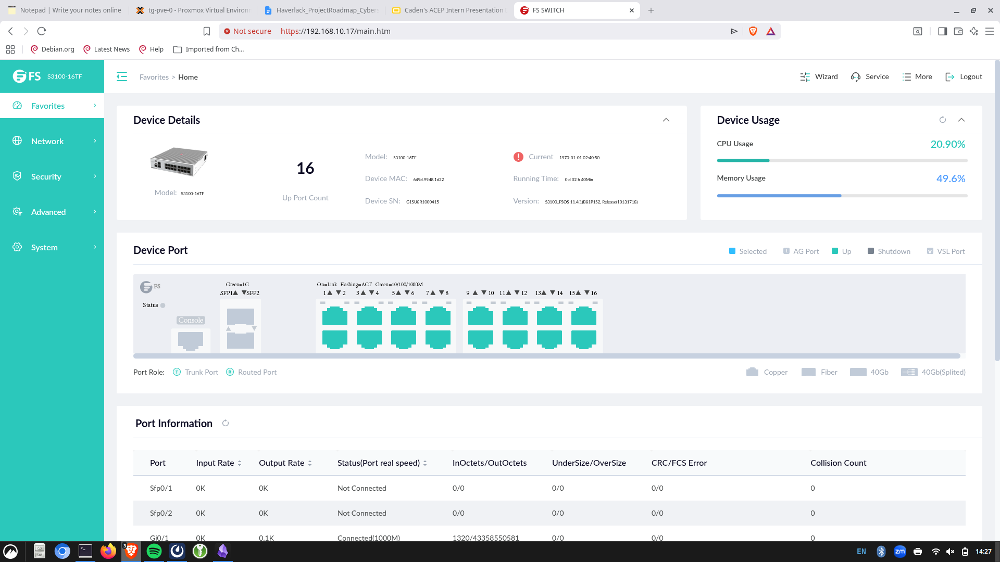 Notepad | Write your notes online
tg-pve-0 - Proxmox Virtual Environ
Haverlack_ProjectRoadmap_Cybers
Caden's ACEP Intern Presentation
FS SWITCH
Not secure https://192.168.10.17/main.htm
Debian.org Latest News Help Imported from Ch...
FS S3100-16TF
Favorites > Home
Wizard Service More Logout
Favorites
Network
Security
Advanced
System
Device Details
Model: S3100-16TF
16
Up Port Count
Model: S3100-16TF
Device MAC: 649d.99d8.1d22
Device SN: G1SU8R1000415
Current 1970-01-01 02:40:50
Running Time: 0 d 02 h 40Min
Version: S3100_FSOS 11.4(1)B81P1S2, Release(10131718)
Device Usage
CPU Usage 20.90%
Memory Usage 49.6%
Device Port
Selected 1 AG Port Up Shutdown V VSL Port
FS
Status
Console
Green=1G
SFP1▲ ▼SFP2
On=Link Flashing=ACT Green=10/100/1000M
1▲ ▼2 3▲ ▼4 5▲ ▼6 7▲ ▼8 9 ▲ ▼10 11▲ ▼12 13▲ ▼14 15▲ ▼16
Port Role: T Trunk Port R Routed Port
Copper Fiber 40Gb 40Gb(Splited)
Port Information
Port Input Rate Output Rate Status(Port real speed) InOctets/OutOctets UnderSize/OverSize CRC/FCS Error Collision Count
Sfp0/1 0K 0K Not Connected 0/0 0/0 0/0 0
Sfp0/2 0K 0K Not Connected 0/0 0/0 0/0 0
Gi0/1 0K 0.1K Connected(1000M) 1320/43358550581 0/0 0/0 0
3
EN zm 14:27